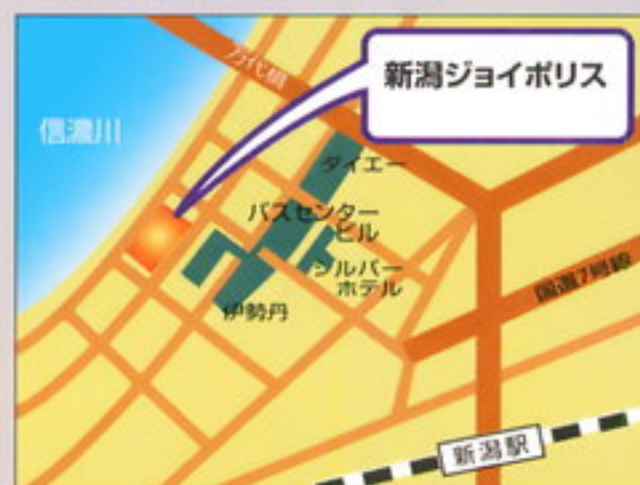 新潟ジョイポリス
万代橋
信濃川
ダイエー
バスセンター
ビル
シルバー
ホテル
伊勢丹
国道7号線
新潟駅